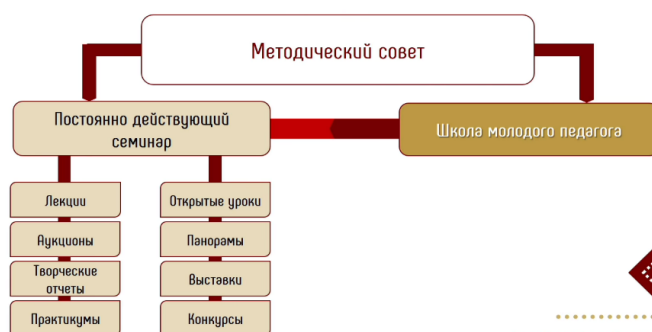 Методический совет
Постоянно действующий
семинар
Школа молодого педагога
Лекции
Аукционы
Творческие
отчеты
Практикумы
Открытые уроки
Панорамы
Выставки
Конкурсы